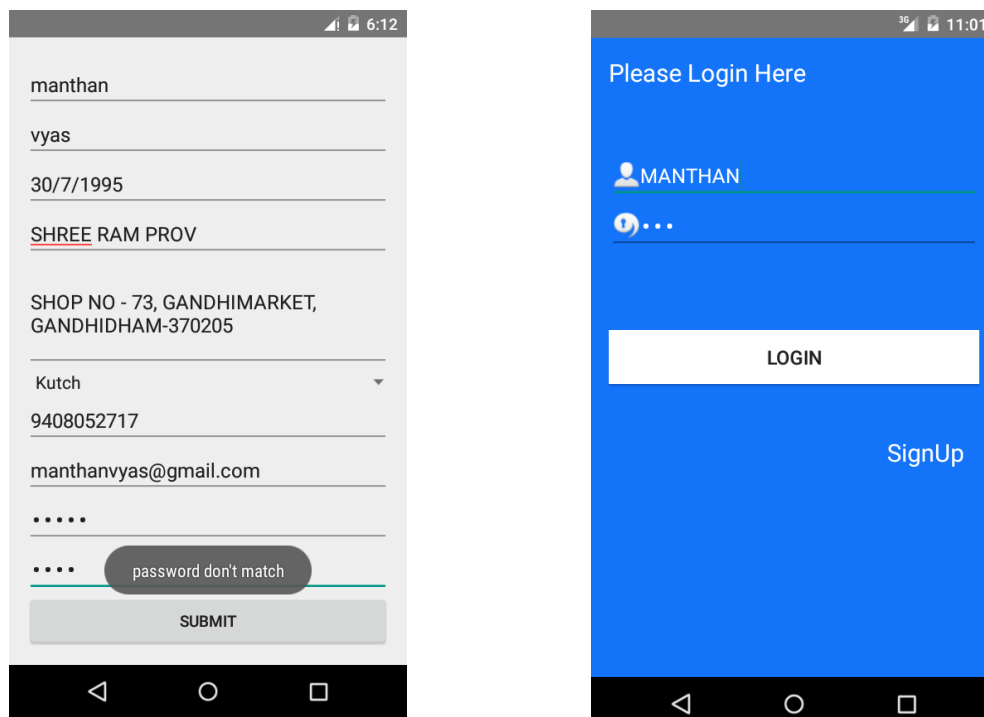 6:12
manthan
vyas
30/7/1995
SHREE RAM PROV
SHOP NO - 73, GANDHIMARKET,
GANDHIDHAM-370205
Kutch
9408052717
manthanvyas@gmail.com
•••••
••••
password don't match
SUBMIT
3G 11:01
Please Login Here
MANTHAN
•••
LOGIN
SignUp